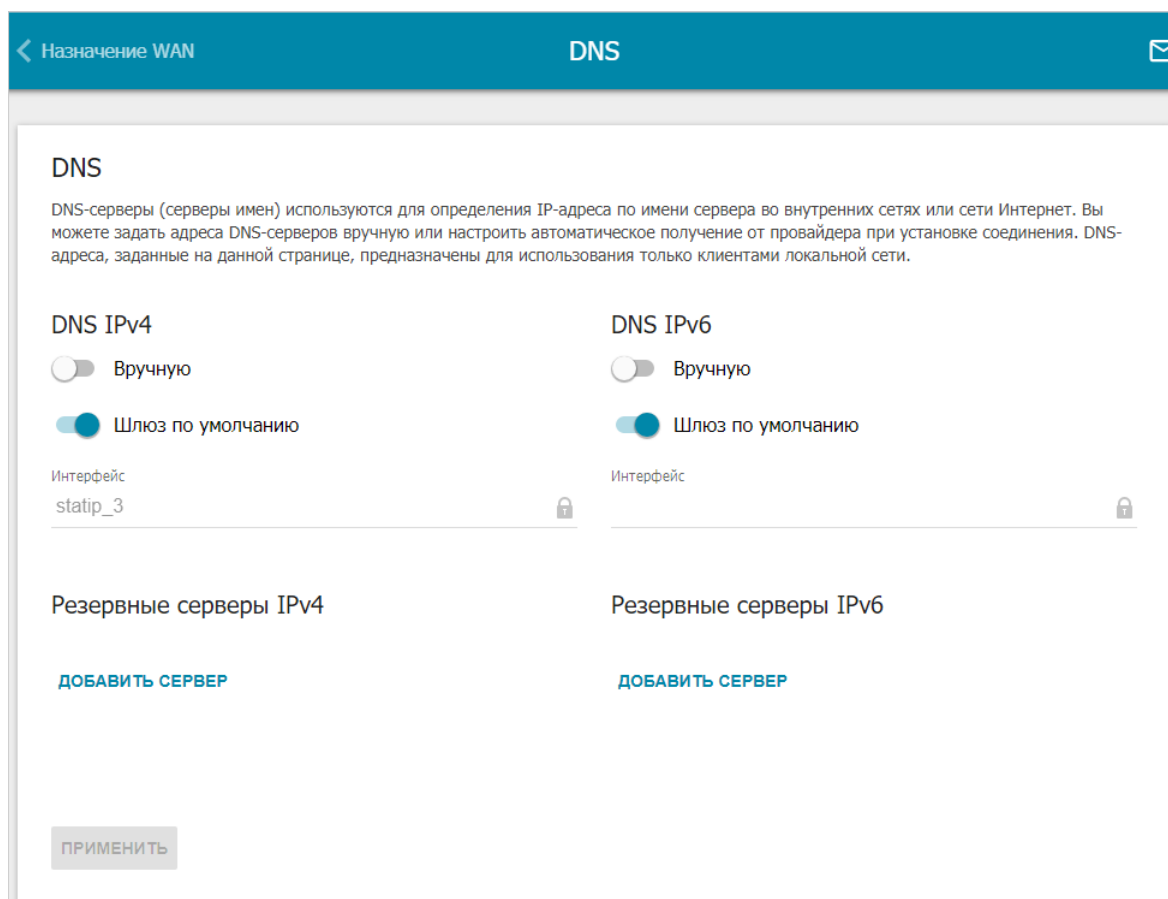 Назначение WAN
DNS
DNS
DNS-серверы (серверы имен) используются для определения IP-адреса по имени сервера во внутренних сетях или сети Интернет. Вы
можете задать адреса DNS-серверов вручную или настроить автоматическое получение от провайдера при установке соединения. DNS-
адреса, заданные на данной странице, предназначены для использования только клиентами локальной сети.
DNS IPv4
Вручную
Шлюз по умолчанию
Интерфейс
statip_3
Резервные серверы IPv4
ДОБАВИТЬ СЕРВЕР
DNS IPv6
Вручную
Шлюз по умолчанию
Интерфейс
Резервные серверы IPv6
ДОБАВИТЬ СЕРВЕР
ПРИМЕНИТЬ